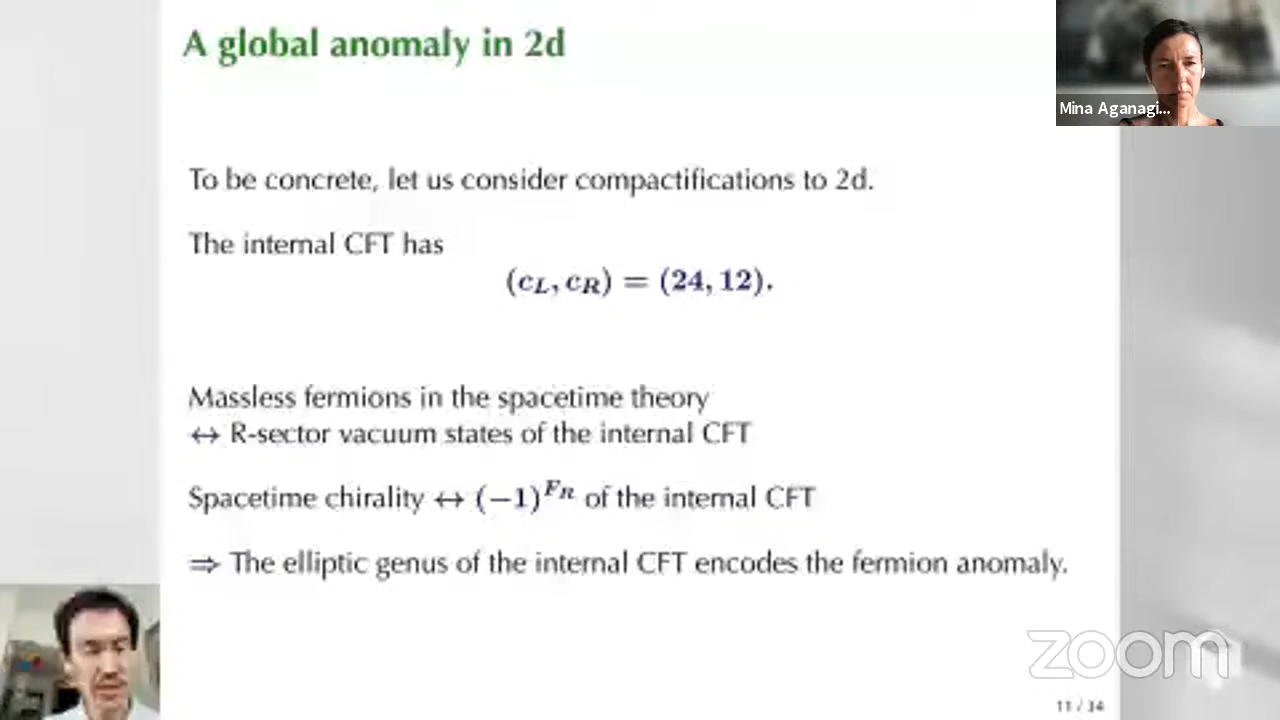 A global anomaly in 2d
Mina Aganagi...
To be concrete, let us consider compactifications to 2d.
The internal CFT has
(c_L, c_R) = (24, 12).
Massless fermions in the spacetime theory
↔ R-sector vacuum states of the internal CFT
Spacetime chirality ↔ (−1)^{F_R} of the internal CFT
⇒ The elliptic genus of the internal CFT encodes the fermion anomaly.
zoom
11 / 34